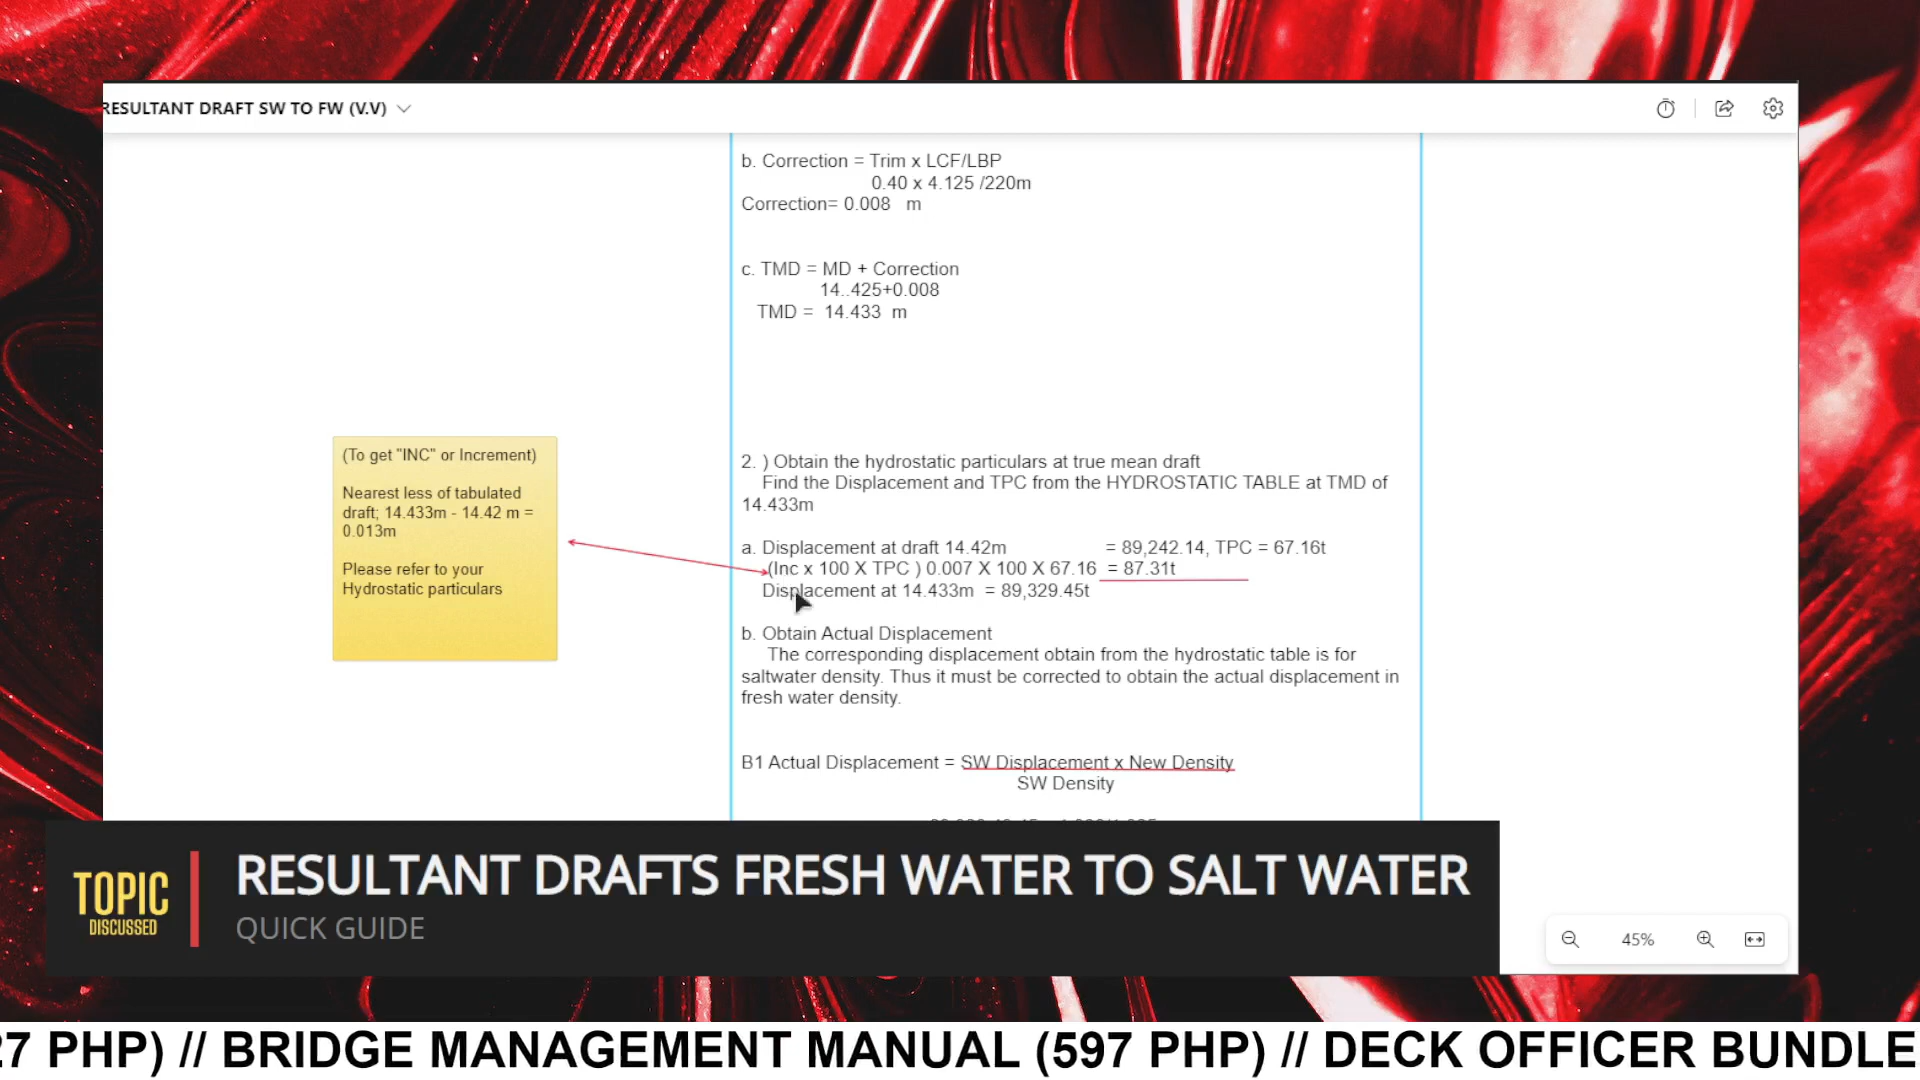 RESULTANT DRAFT SW TO FW (V.V)
b. Correction = Trim x LCF/LBP
0.40 x 4.125 /220m
Correction= 0.008 m
c. TMD = MD + Correction
14..425+0.008
TMD = 14.433 m
(To get "INC" or Increment)
Nearest less of tabulated
draft; 14.433m - 14.42 m =
0.013m
Please refer to your
Hydrostatic particulars
2. ) Obtain the hydrostatic particulars at true mean draft
Find the Displacement and TPC from the HYDROSTATIC TABLE at TMD of
14.433m
a. Displacement at draft 14.42m = 89,242.14, TPC = 67.16t
(Inc x 100 X TPC ) 0.007 X 100 X 67.16 = 87.31t
Displacement at 14.433m = 89,329.45t
b. Obtain Actual Displacement
The corresponding displacement obtain from the hydrostatic table is for
saltwater density. Thus it must be corrected to obtain the actual displacement in
fresh water density.
B1 Actual Displacement = SW Displacement x New Density
SW Density
TOPIC
DISCUSSED
RESULTANT DRAFTS FRESH WATER TO SALT WATER
QUICK GUIDE
45%
27 PHP) // BRIDGE MANAGEMENT MANUAL (597 PHP) // DECK OFFICER BUNDLE